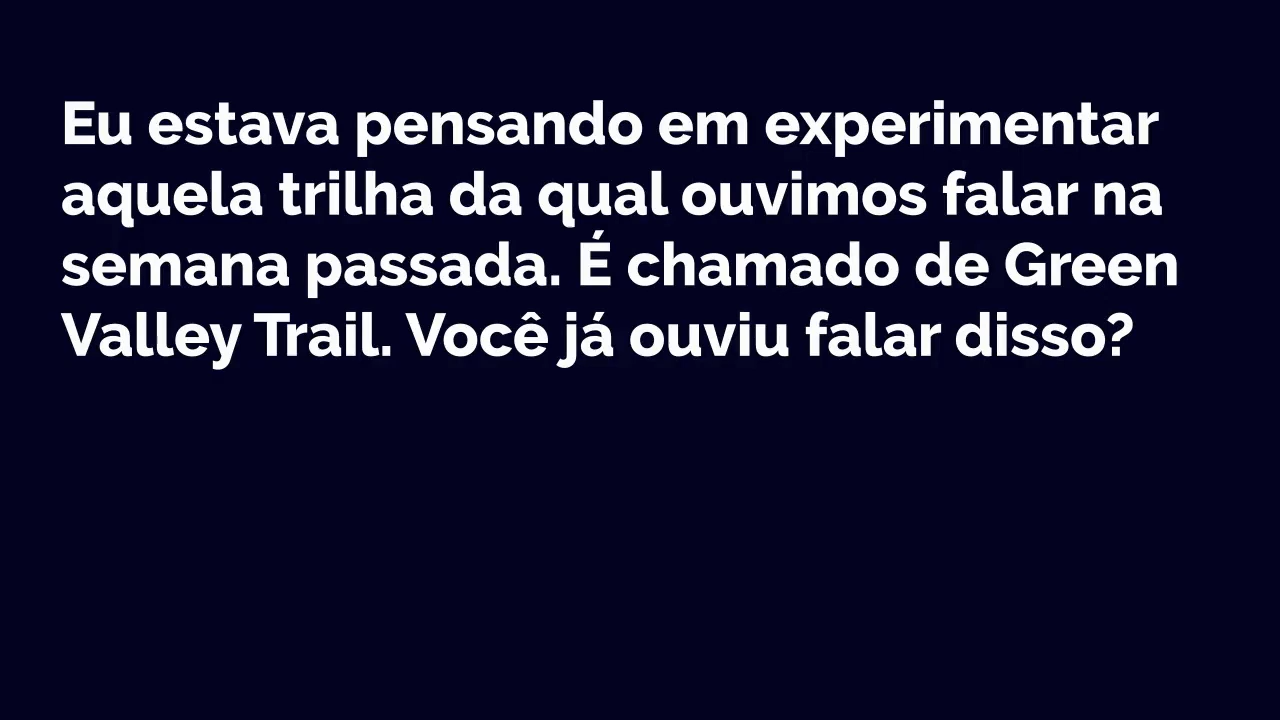 Eu estava pensando em experimentar
aquela trilha da qual ouvimos falar na
semana passada. É chamado de Green
Valley Trail. Você já ouviu falar disso?